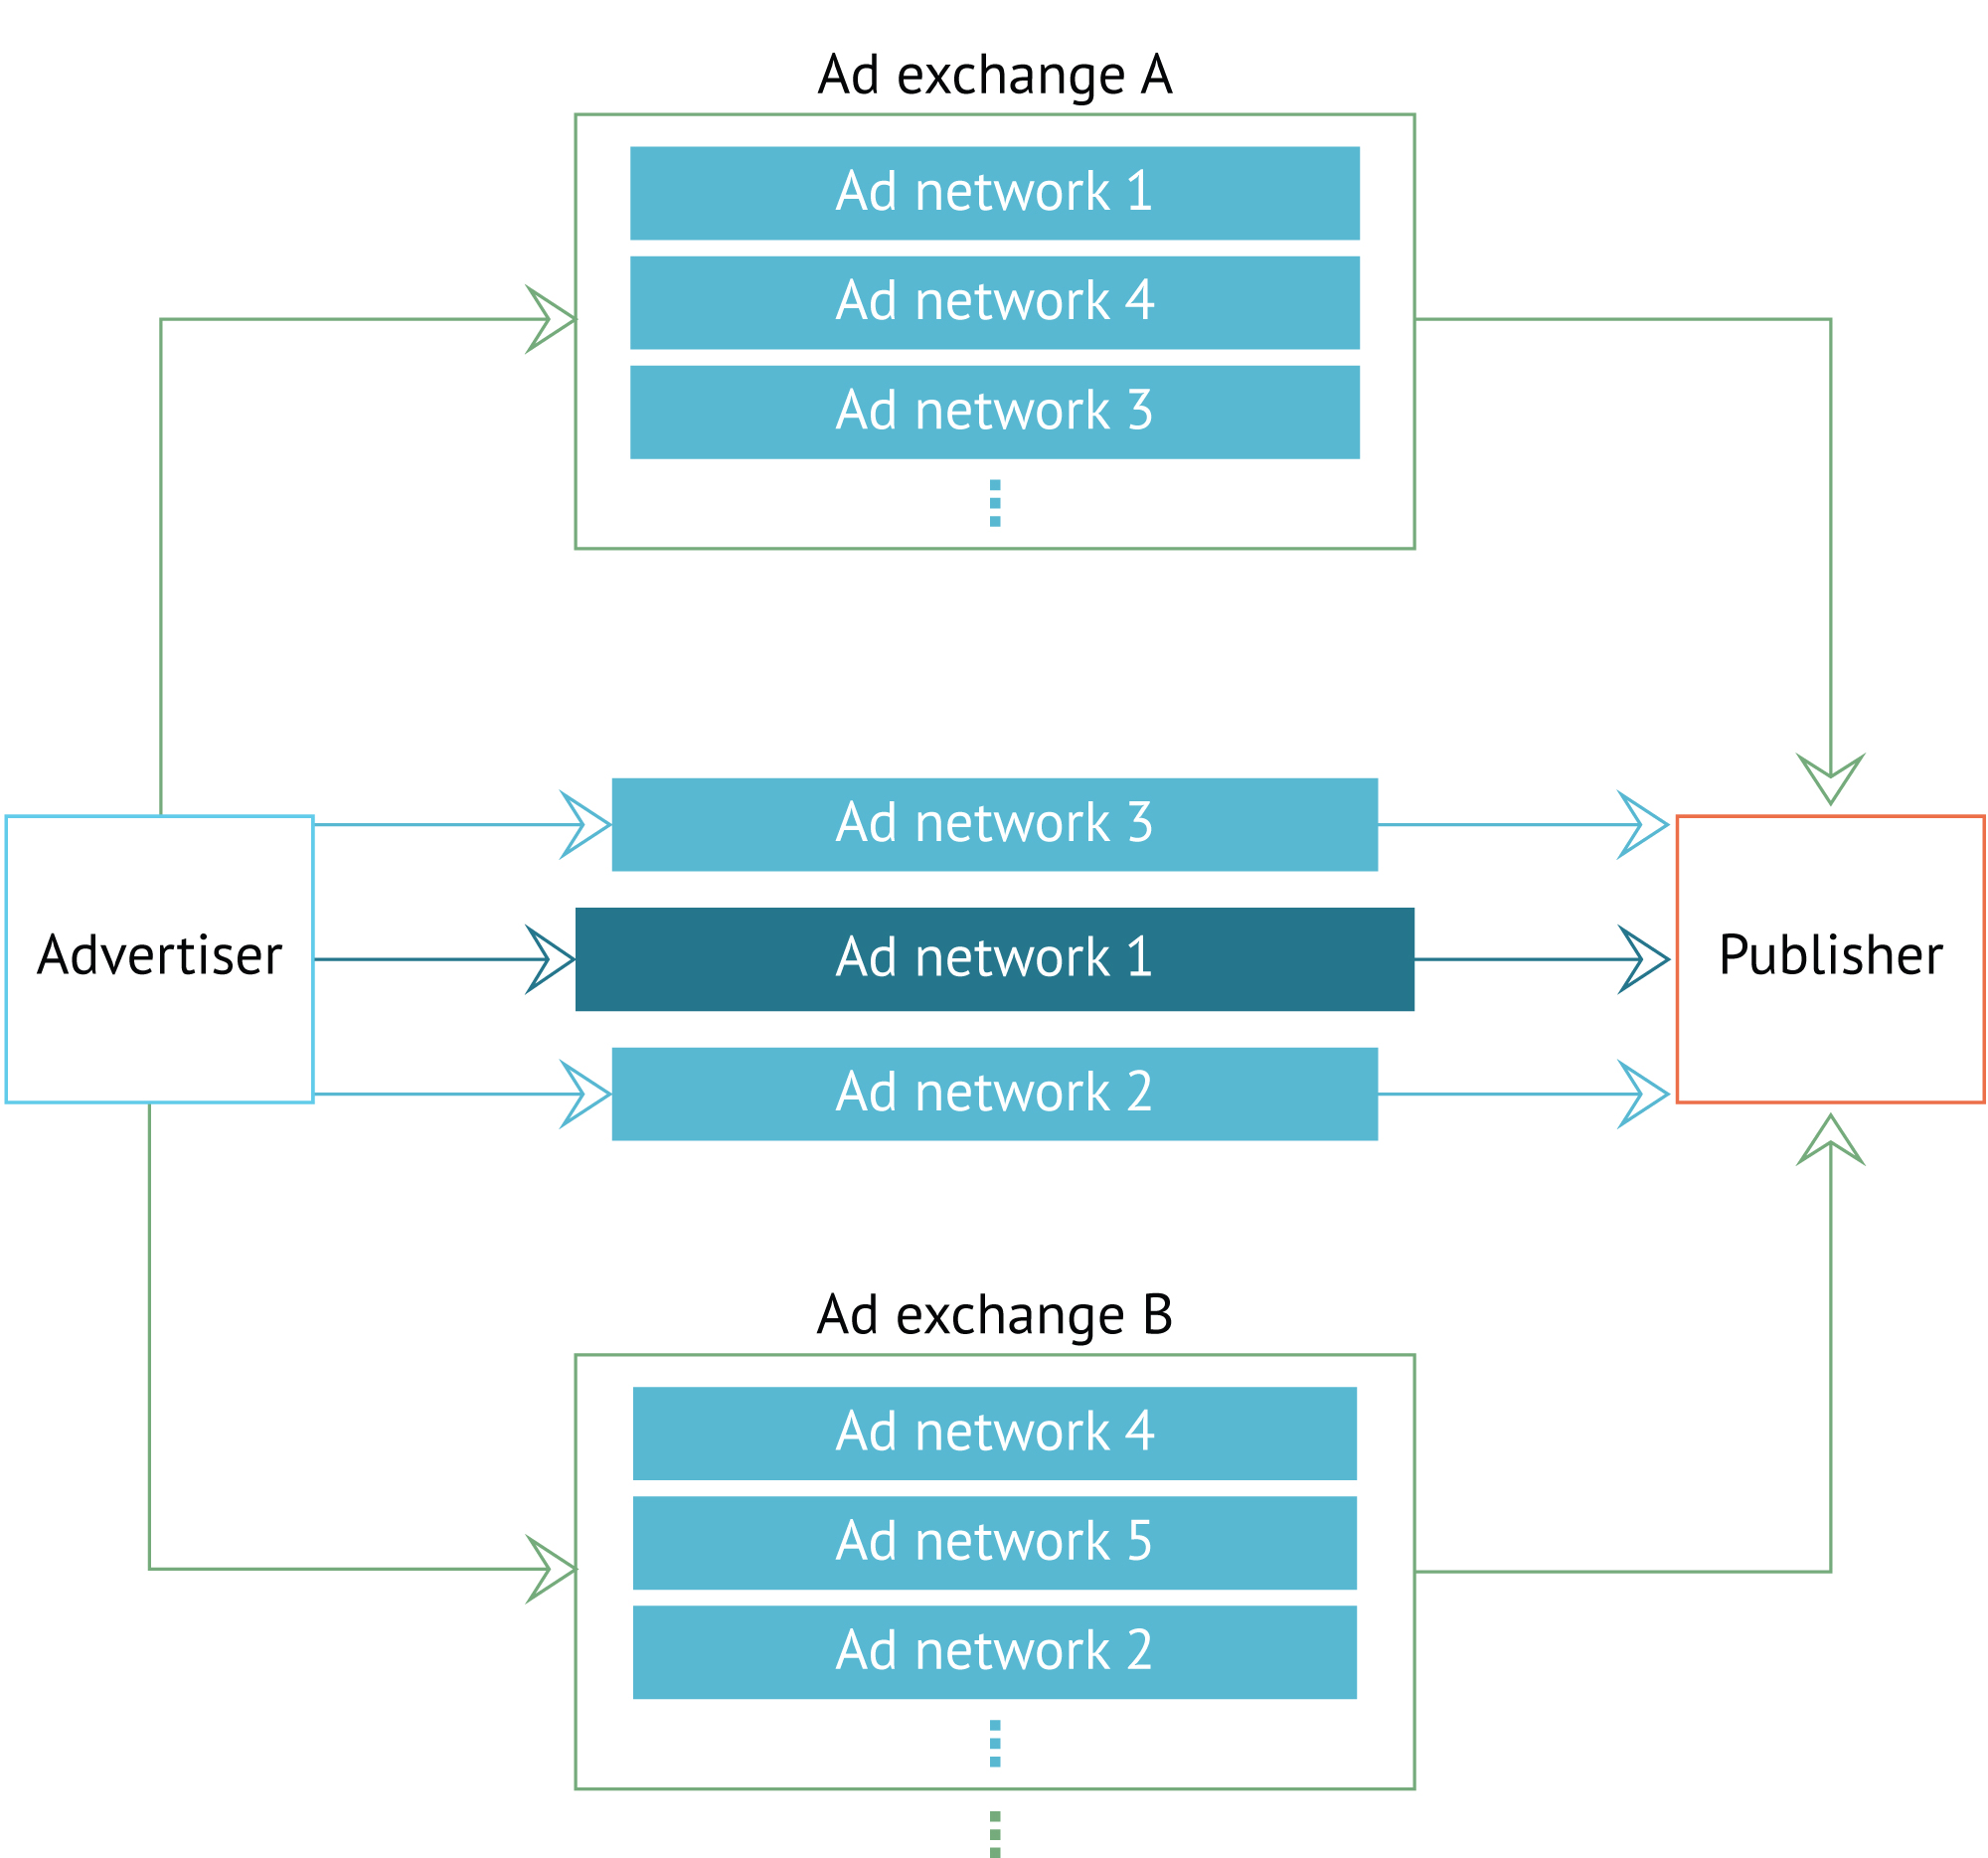 Ad exchange A
Ad network 1
Ad network 4
Ad network 3
Ad network 3
Advertiser
Ad network 1
Publisher
Ad network 2
Ad exchange B
Ad network 4
Ad network 5
Ad network 2